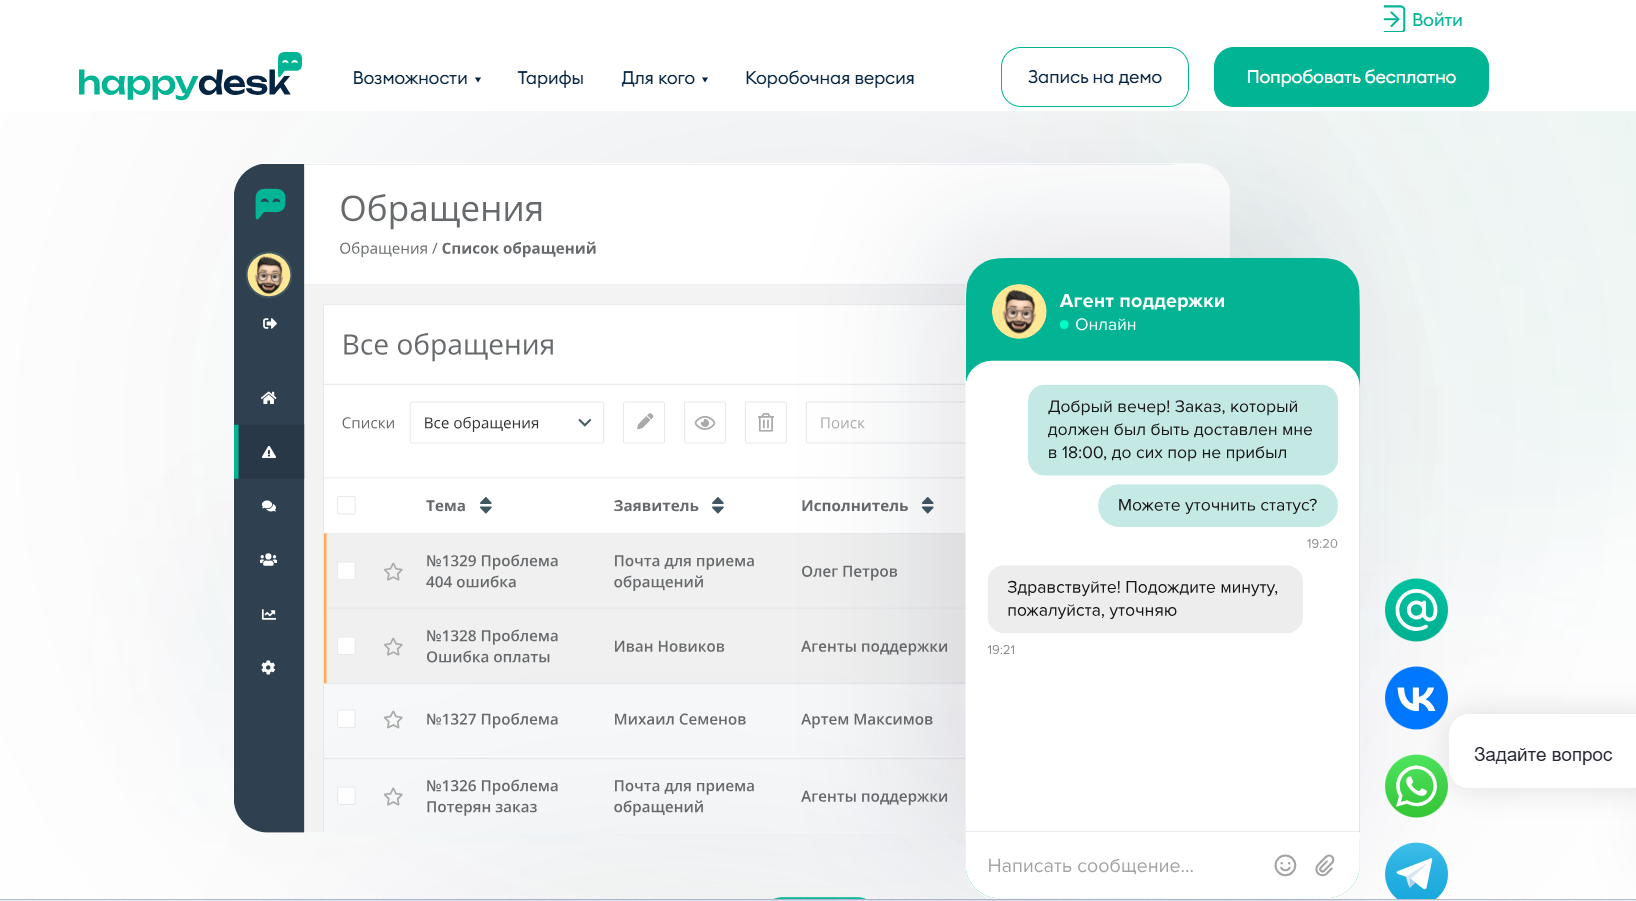 Войти
happydesk
Возможности
Тарифы
Для кого
Коробочная версия
Запись на демо
Попробовать бесплатно
Обращения
Обращения / Список обращений
Все обращения
Списки
Все обращения
Поиск
Тема
Заявитель
Исполнитель
№1329 Проблема
404 ошибка
Почта для приема
обращений
Олег Петров
№1328 Проблема
Ошибка оплаты
Иван Новиков
Агенты поддержки
№1327 Проблема
Михаил Семенов
Артем Максимов
№1326 Проблема
Потерян заказ
Почта для приема
обращений
Агенты поддержки
Агент поддержки
Онлайн
Добрый вечер! Заказ, который
должен был быть доставлен мне
в 18:00, до сих пор не прибыл
Можете уточнить статус?
19:20
Здравствуйте! Подождите минуту,
пожалуйста, уточняю
19:21
Написать сообщение...
Задайте вопрос